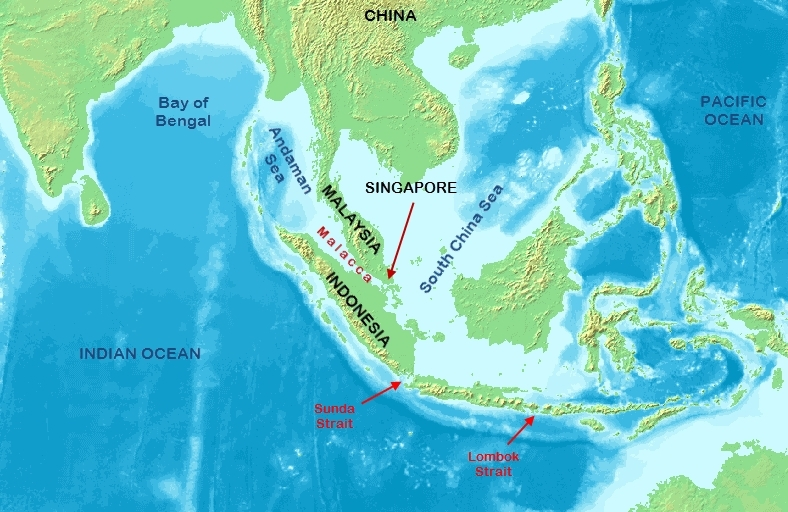 CHINA
Bay of
Bengal
PACIFIC
OCEAN
Andaman
Sea
SINGAPORE
MALAYSIA
South China Sea
Malacca
INDONESIA
INDIAN OCEAN
Sunda
Strait
Lombok
Strait